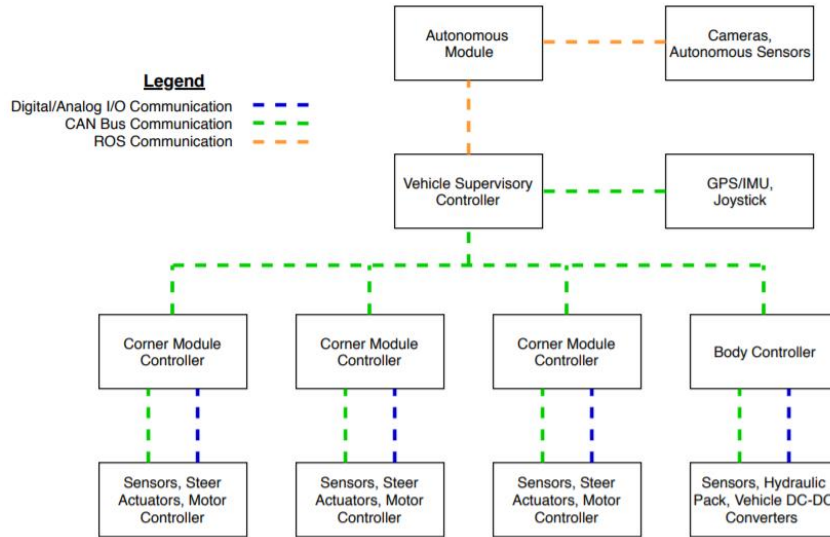 Autonomous
Module
Cameras,
Autonomous Sensors
Legend
Digital/Analog I/O Communication
CAN Bus Communication
ROS Communication
Vehicle Supervisory
Controller
GPS/IMU,
Joystick
Corner Module
Controller
Corner Module
Controller
Corner Module
Controller
Body Controller
Sensors, Steer
Actuators, Motor
Controller
Sensors, Steer
Actuators, Motor
Controller
Sensors, Steer
Actuators, Motor
Controller
Sensors, Hydraulic
Pack, Vehicle DC-DC
Converters